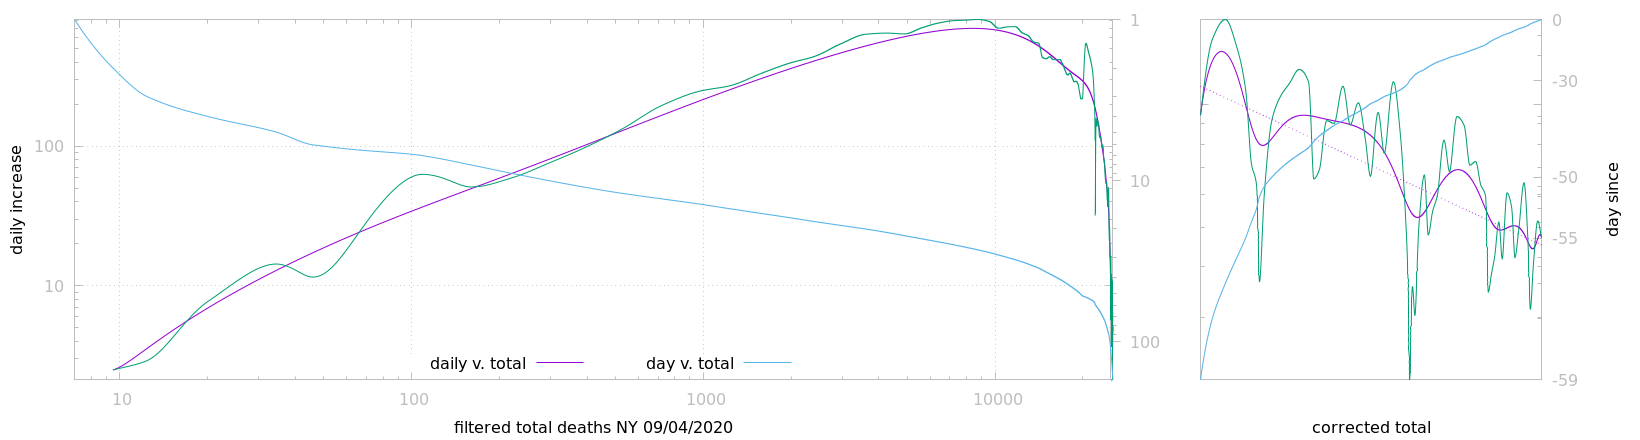 daily increase
100
10
10
100
1000
10000
1
10
100
daily v. total
day v. total
filtered total deaths NY 09/04/2020
0
-30
-50
-55
-59
day since
corrected total